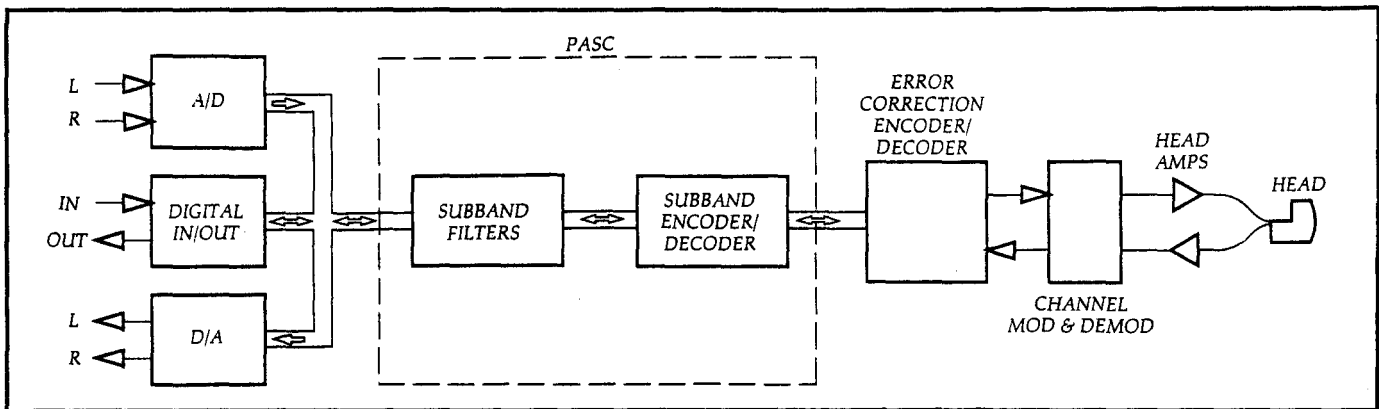 PASC
L
R
A/D
ERROR
CORRECTION
ENCODER/
DECODER
HEAD
AMPS
HEAD
IN
OUT
DIGITAL
IN/OUT
SUBBAND
FILTERS
SUBBAND
ENCODER/
DECODER
CHANNEL
MOD & DEMOD
L
R
D/A